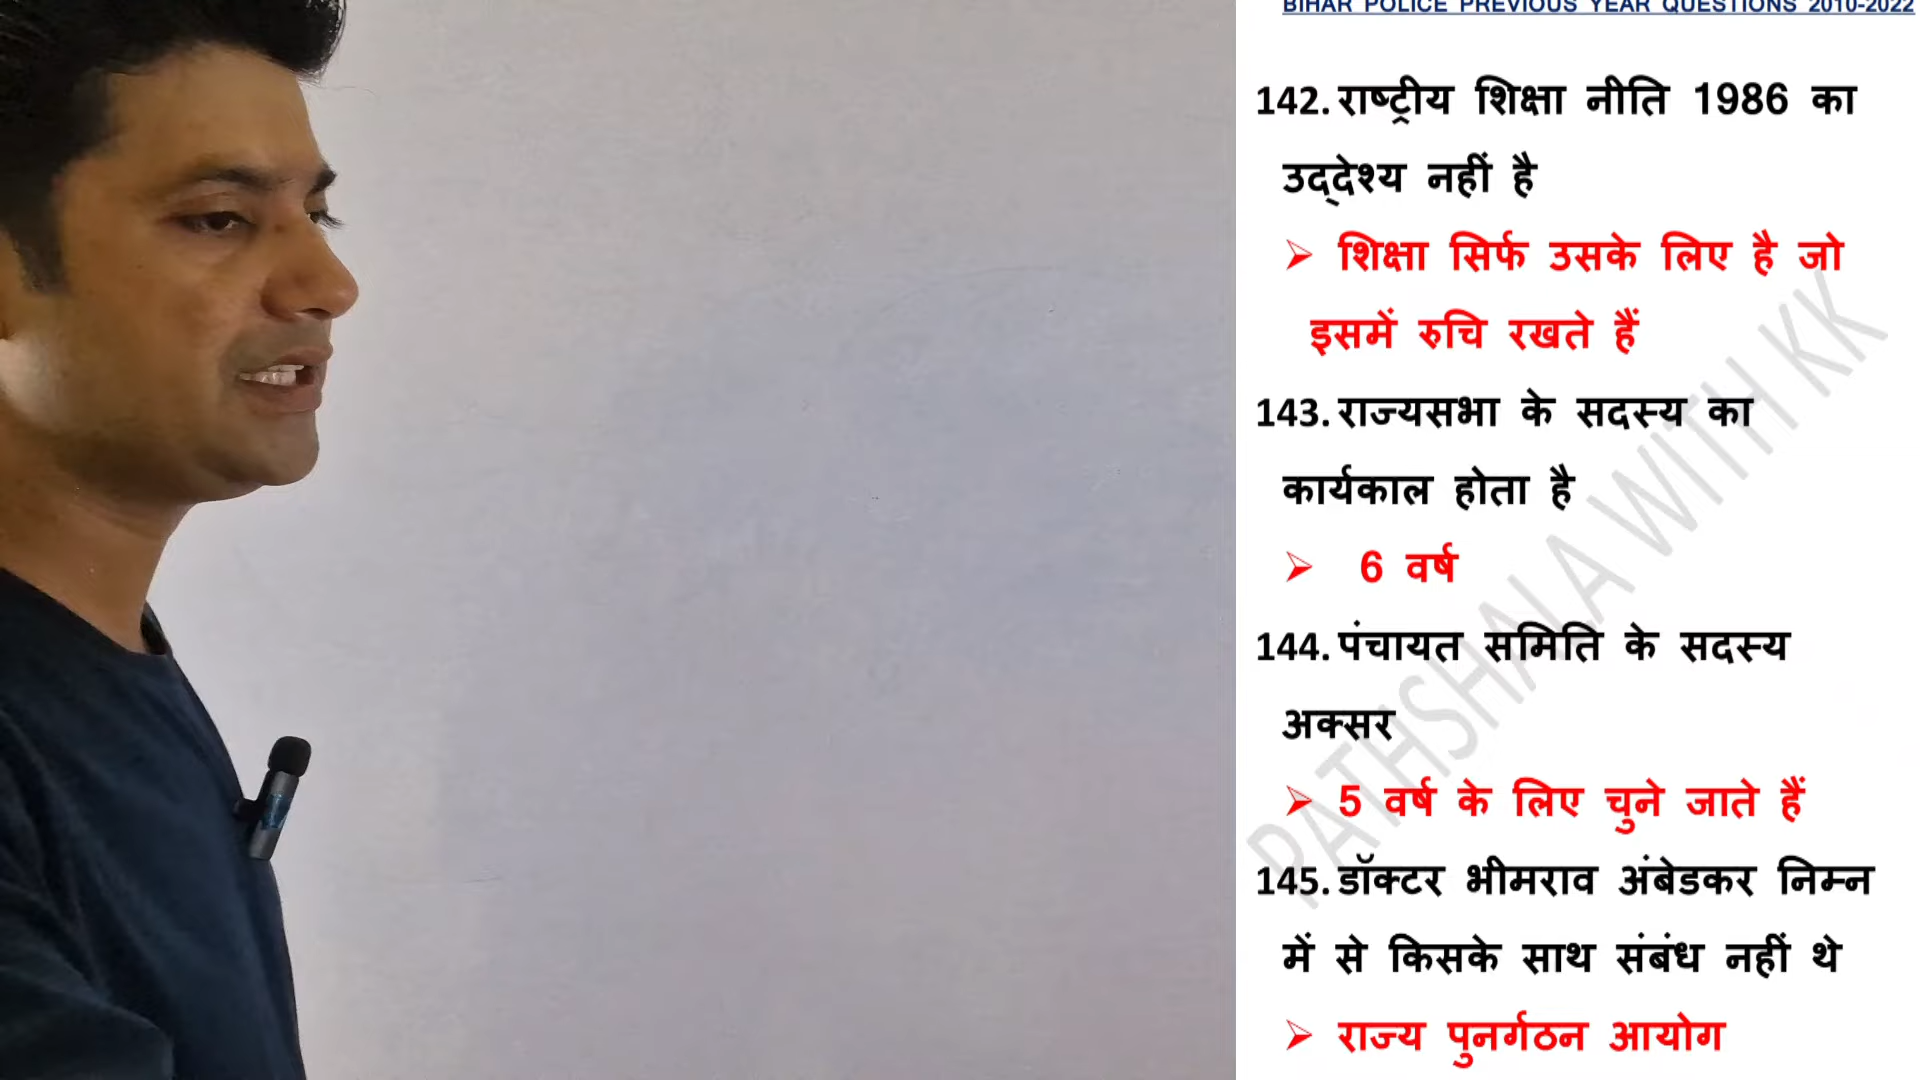 BIHAR POLICE PREVIOUS YEAR QUESTIONS 2010-2022
142. राष्ट्रीय शिक्षा नीति 1986 का
उद्देश्य नहीं है
➢ शिक्षा सिर्फ उसके लिए है जो
इसमें रुचि रखते हैं
143. राज्यसभा के सदस्य का
कार्यकाल होता है
➢ 6 वर्ष
144. पंचायत समिति के सदस्य
अक्सर
➢ 5 वर्ष के लिए चुने जाते हैं
145. डॉक्टर भीमराव अंबेडकर निम्न
में से किसके साथ संबंध नहीं थे
➢ राज्य पुनर्गठन आयोग
PATHSHALA WITH KK